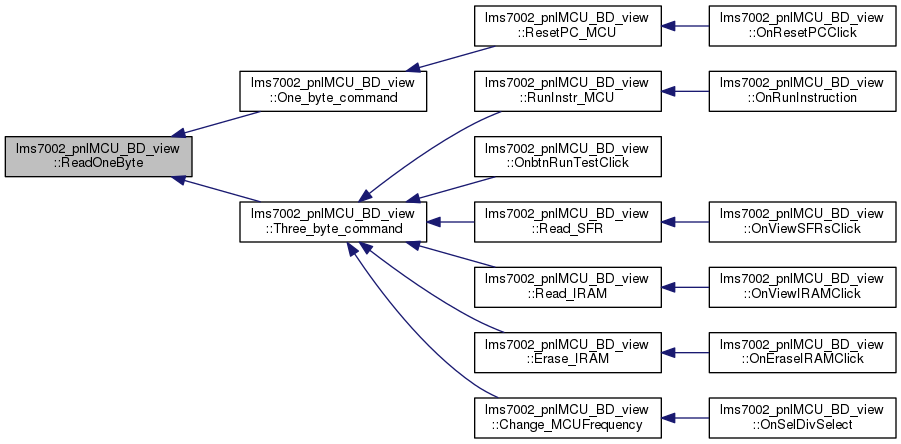 lms7002_pnlMCU_BD_view
::ResetPC_MCU
lms7002_pnlMCU_BD_view
::OnResetPCClick
lms7002_pnlMCU_BD_view
::One_byte_command
lms7002_pnlMCU_BD_view
::RunInstr_MCU
lms7002_pnlMCU_BD_view
::OnRunInstruction
lms7002_pnlMCU_BD_view
::ReadOneByte
lms7002_pnlMCU_BD_view
::OnbtnRunTestClick
lms7002_pnlMCU_BD_view
::Three_byte_command
lms7002_pnlMCU_BD_view
::Read_SFR
lms7002_pnlMCU_BD_view
::OnViewSFRsClick
lms7002_pnlMCU_BD_view
::Read_IRAM
lms7002_pnlMCU_BD_view
::OnViewIRAMClick
lms7002_pnlMCU_BD_view
::Erase_IRAM
lms7002_pnlMCU_BD_view
::OnEraseIRAMClick
lms7002_pnlMCU_BD_view
::Change_MCUFrequency
lms7002_pnlMCU_BD_view
::OnSelDivSelect